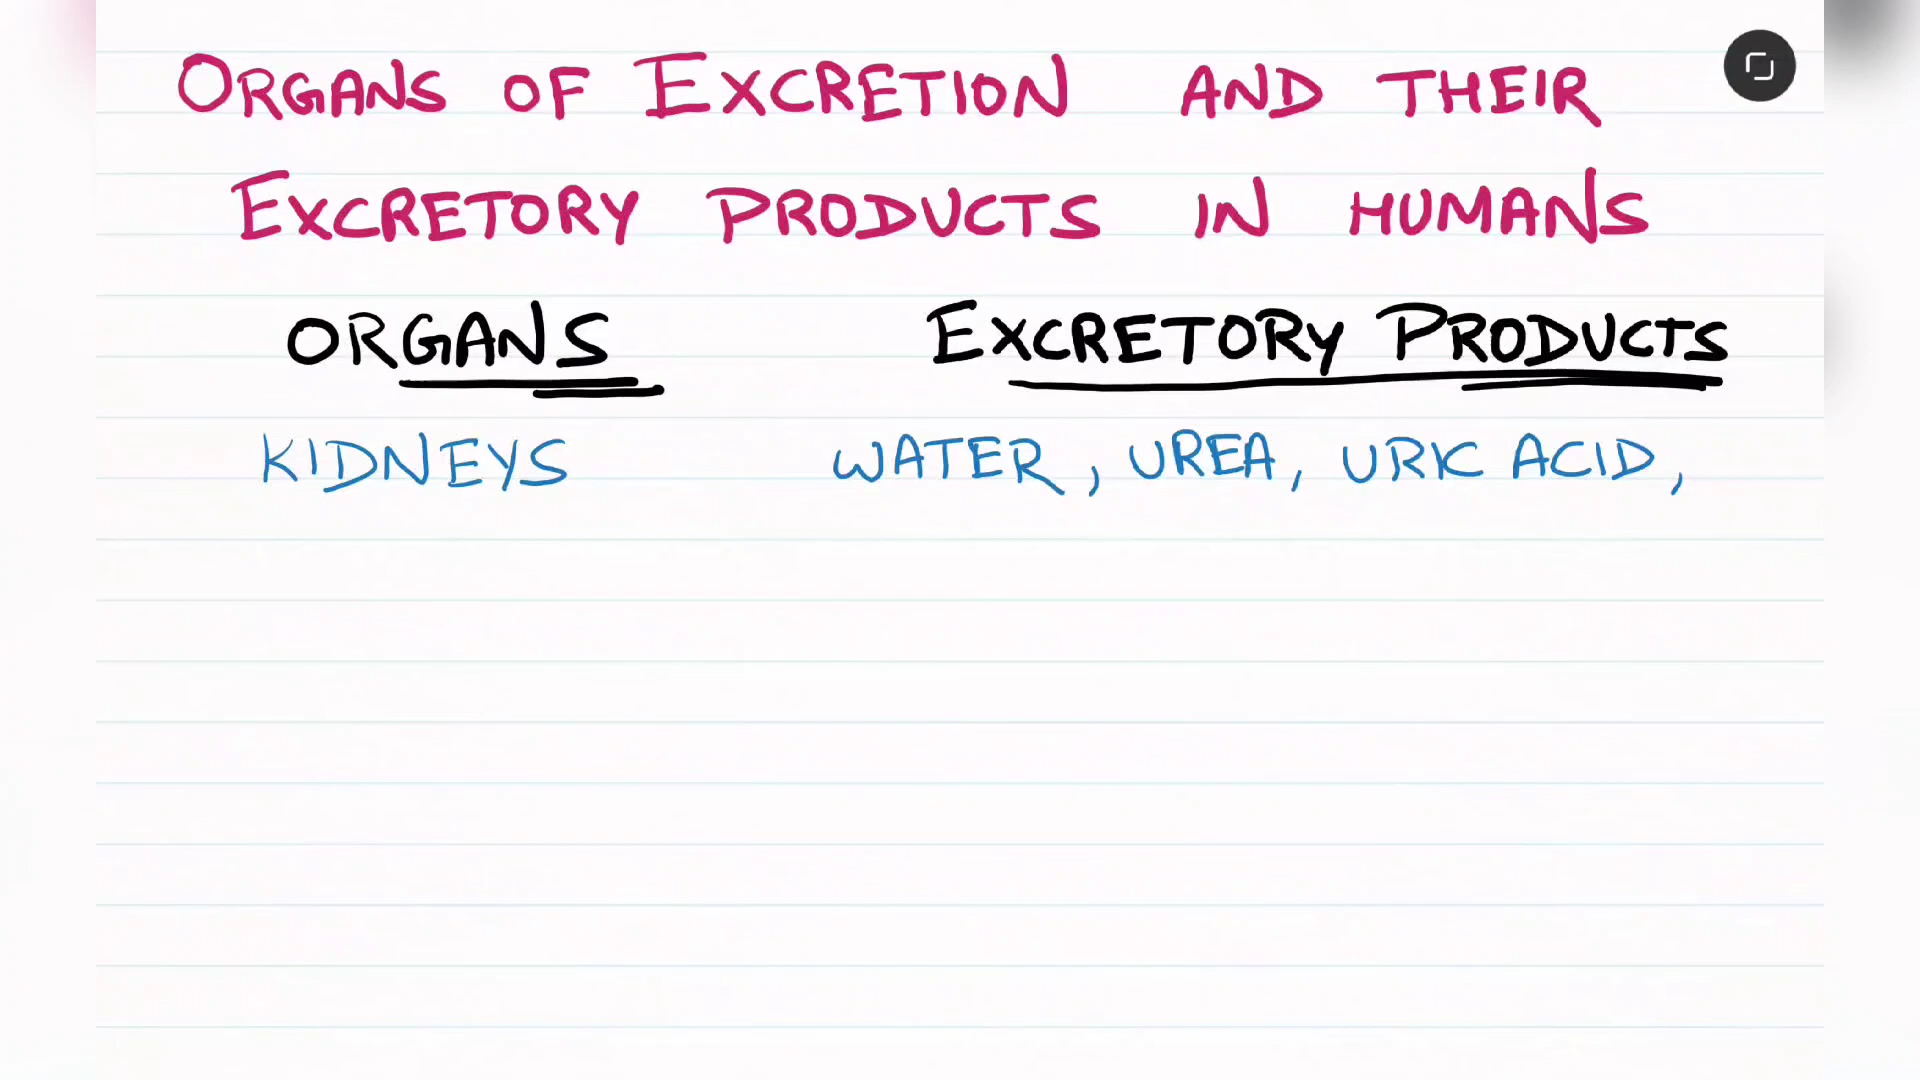 ORGANS OF EXCRETION AND THEIR
EXCRETORY PRODUCTS IN HUMANS
ORGANS EXCRETORY PRODUCTS
KIDNEYS WATER, UREA, URIC ACID,